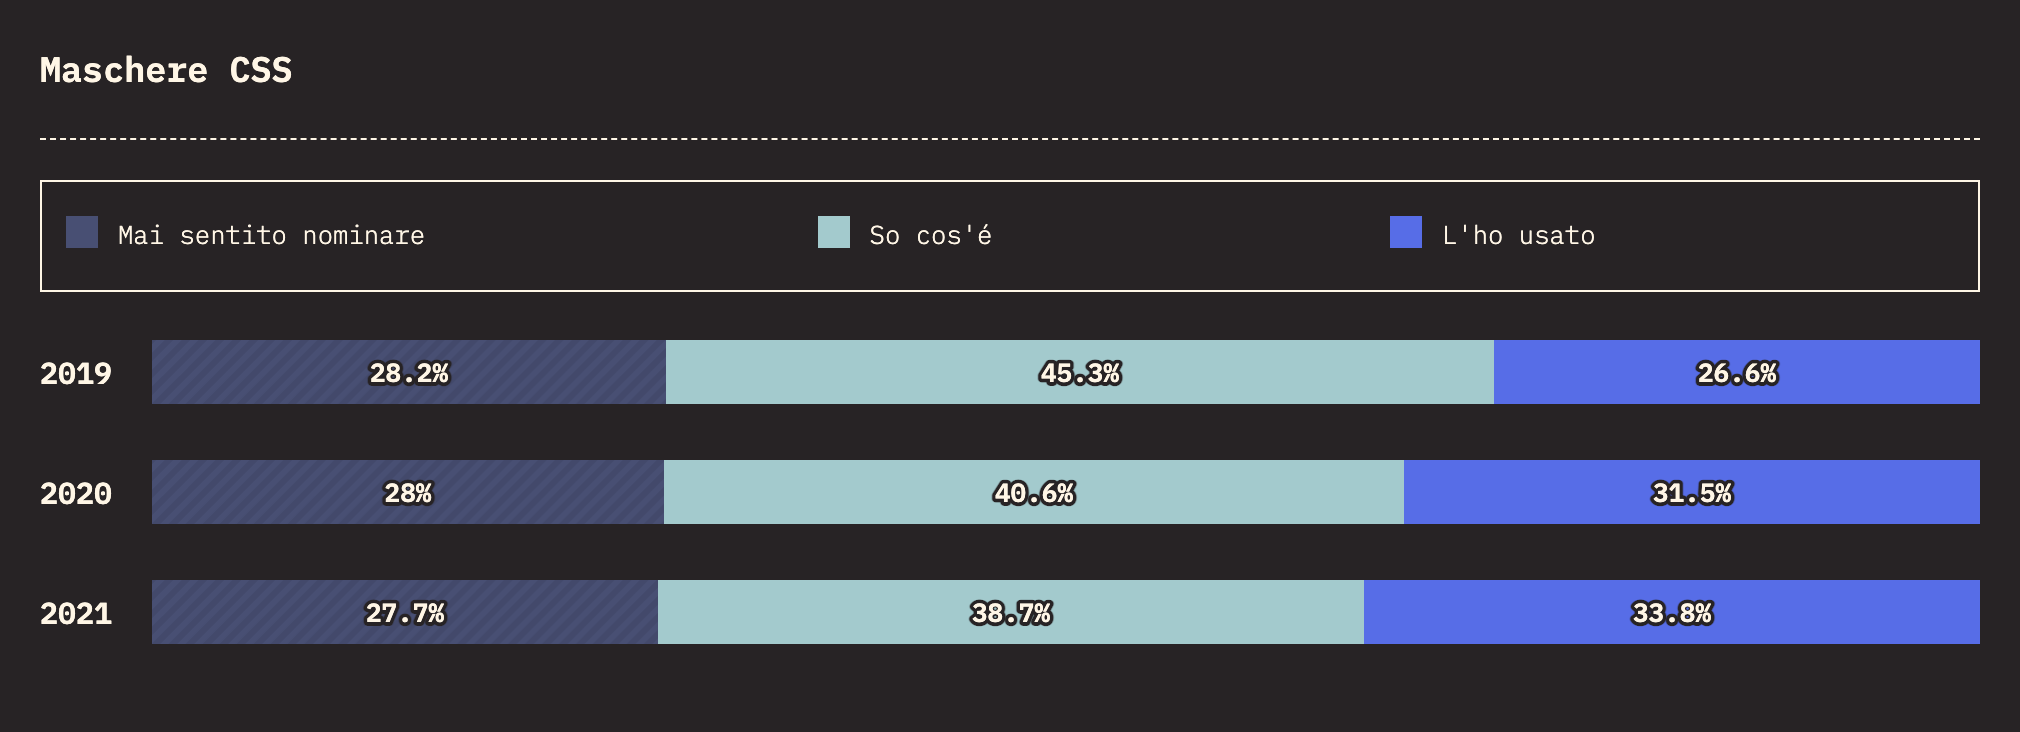 Maschere CSS
Mai sentito nominare So cos'é L'ho usato
2019 28.2% 45.3% 26.6%
2020 28% 40.6% 31.5%
2021 27.7% 38.7% 33.8%